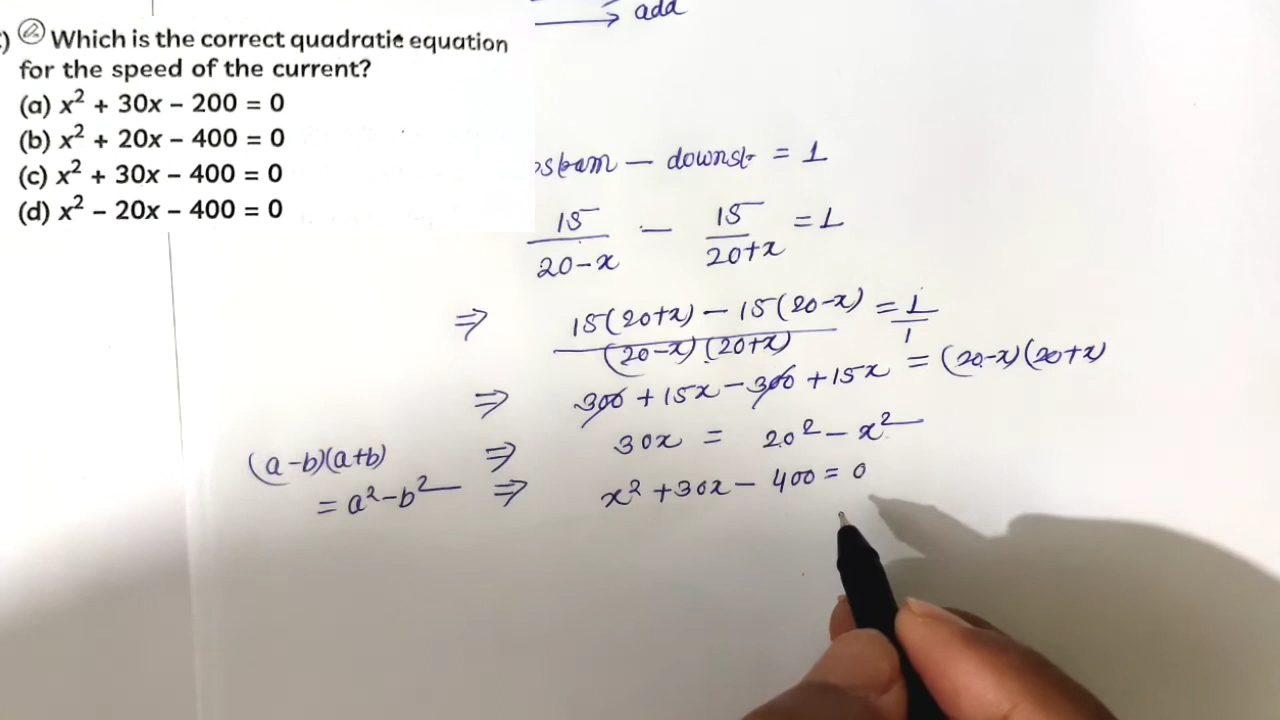 add
Which is the correct quadratic equation
for the speed of the current?
(a) x² + 30x – 200 = 0
(b) x² + 20x – 400 = 0
(c) x² + 30x – 400 = 0
(d) x² – 20x – 400 = 0
— downst = 1
15/(20-x) — 15/(20+x) = 1
⇒ (15(20+x) – 15(20-x))/((20-x)(20+x)) = 1/1
⇒ 300 + 15x – 300 + 15x = (20-x)(20+x)
(a-b)(a+b) ⇒ 30x = 20² – x²
= a² – b² ⇒ x² + 30x – 400 = 0